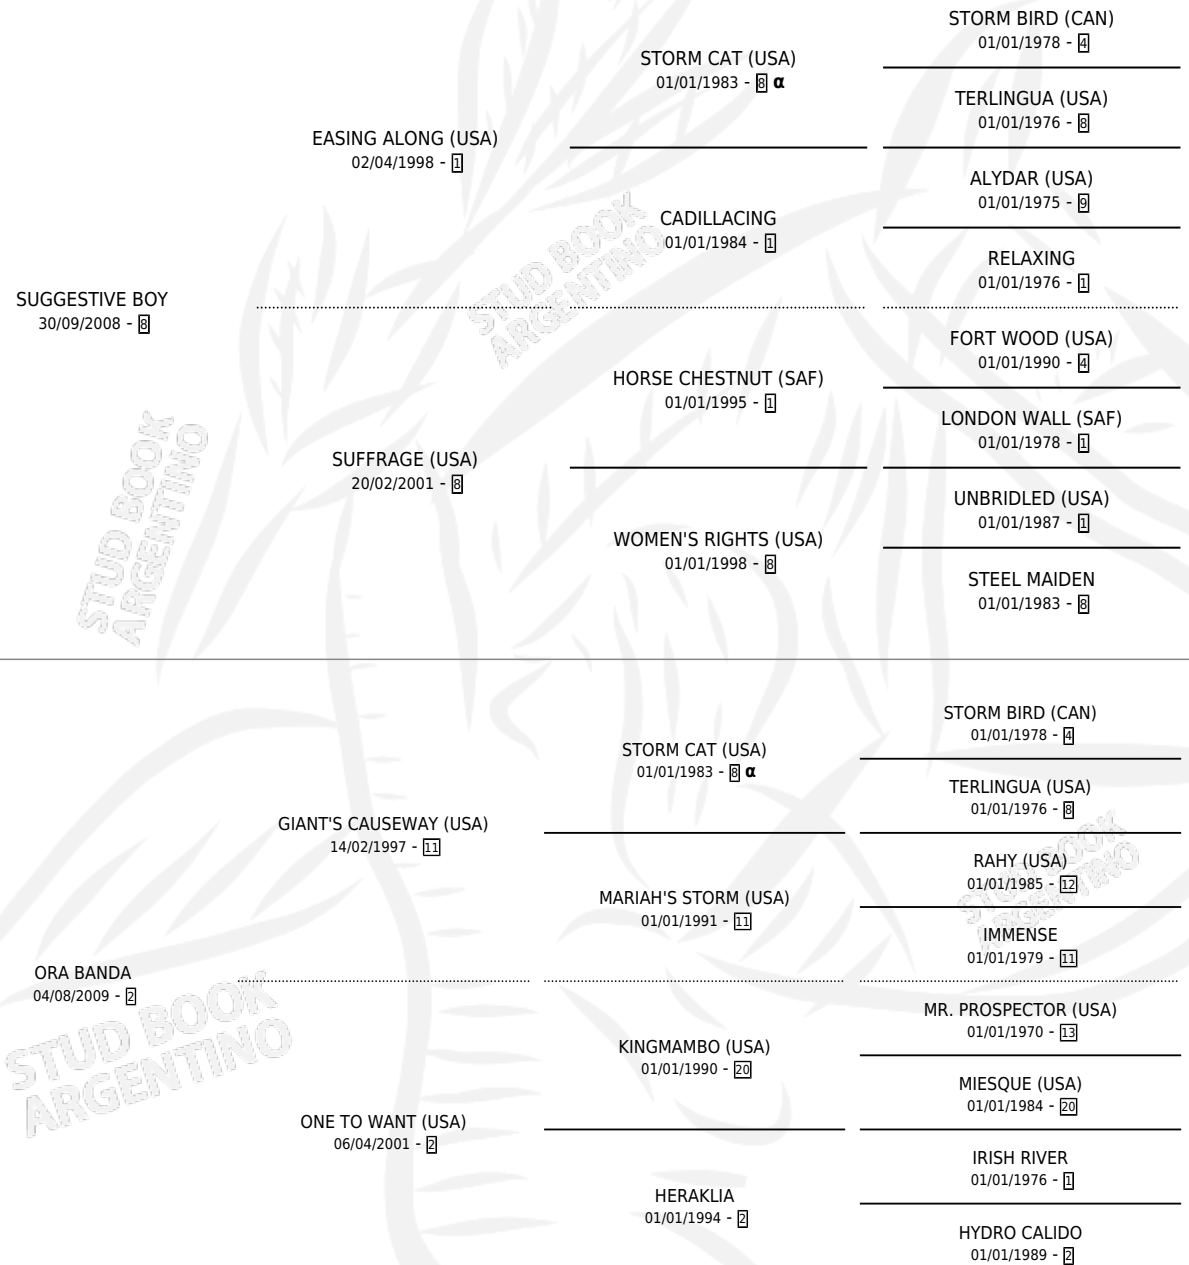 STORM BIRD (CAN)
01/01/1978 - 4
STORM CAT (USA)
01/01/1983 - 8 α
TERLINGUA (USA)
01/01/1976 - 8
EASING ALONG (USA)
02/04/1998 - 1
ALYDAR (USA)
01/01/1975 - 9
CADILLACING
01/01/1984 - 1
RELAXING
01/01/1976 - 1
SUGGESTIVE BOY
30/09/2008 - 8
FORT WOOD (USA)
01/01/1990 - 4
HORSE CHESTNUT (SAF)
01/01/1995 - 1
LONDON WALL (SAF)
01/01/1978 - 1
SUFFRAGE (USA)
20/02/2001 - 8
UNBRIDLED (USA)
01/01/1987 - 1
WOMEN'S RIGHTS (USA)
01/01/1998 - 8
STEEL MAIDEN
01/01/1983 - 8
STUD BOOK
ARGENTINO
STUD BOOK
ARGENTINO
STORM BIRD (CAN)
01/01/1978 - 4
STORM CAT (USA)
01/01/1983 - 8 α
TERLINGUA (USA)
01/01/1976 - 8
GIANT'S CAUSEWAY (USA)
14/02/1997 - 11
RAHY (USA)
01/01/1985 - 12
MARIAH'S STORM (USA)
01/01/1991 - 11
IMMENSE
01/01/1979 - 11
ORA BANDA
04/08/2009 - 2
MR. PROSPECTOR (USA)
01/01/1970 - 13
KINGMAMBO (USA)
01/01/1990 - 20
MIESQUE (USA)
01/01/1984 - 20
ONE TO WANT (USA)
06/04/2001 - 2
IRISH RIVER
01/01/1976 - 1
HERAKLIA
01/01/1994 - 2
HYDRO CALIDO
01/01/1989 - 2
STUD BOOK
ARGENTINO
STUD BOOK
ARGENTINO